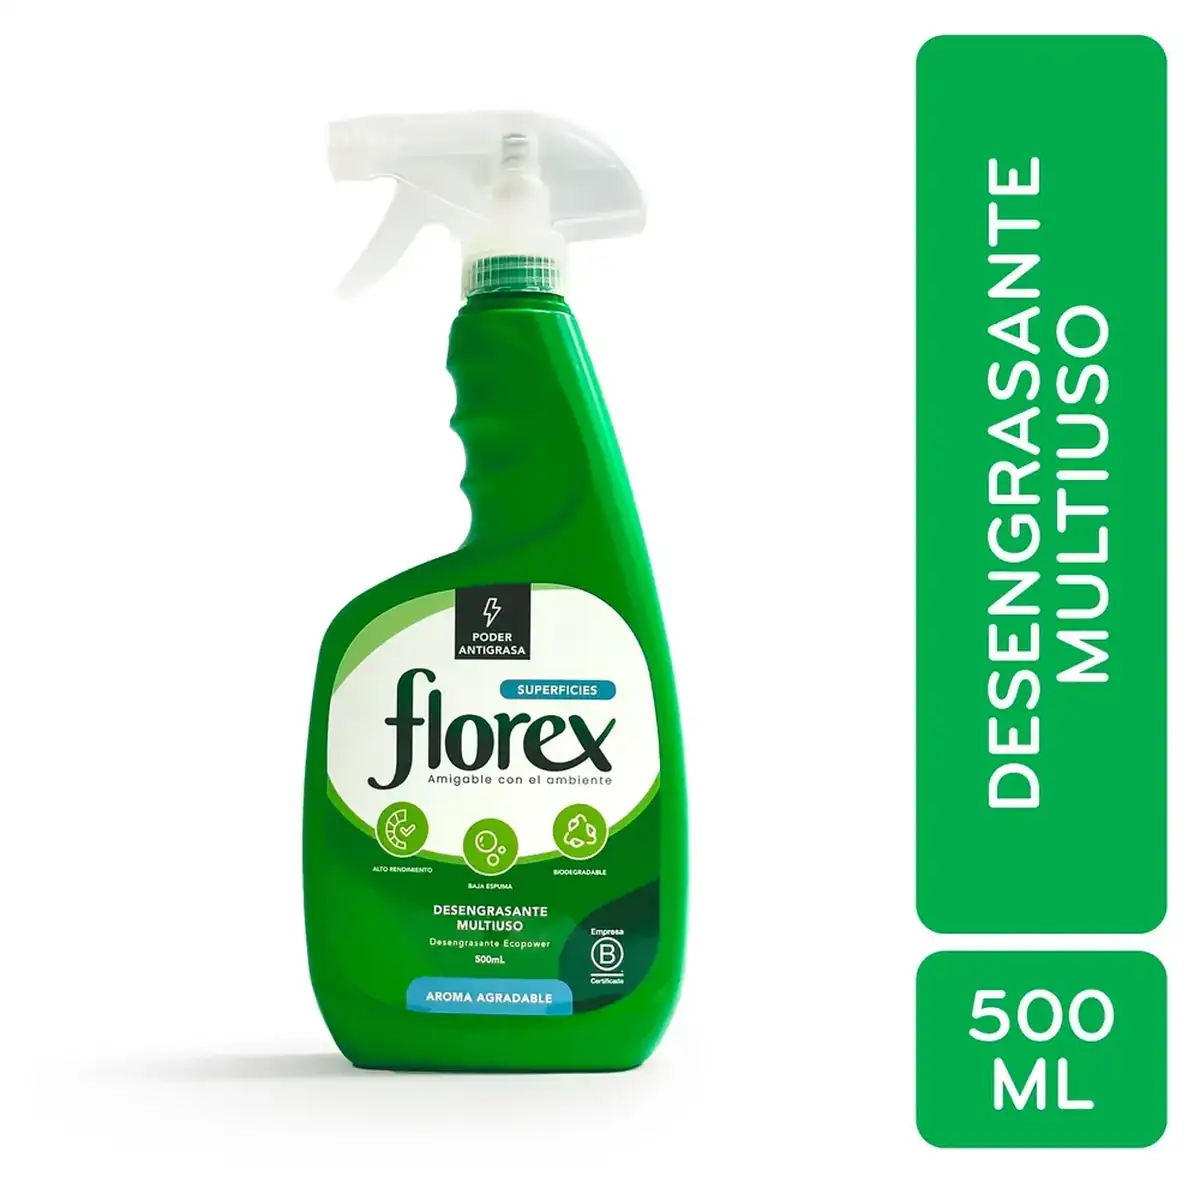 PODER
ANTIGRASA
SUPERFICIES
florex
Amigable con el ambiente
ALTO RENDIMIENTO
BAJA ESPUMA
BIODEGRADABLE
DESENGRASANTE
MULTIUSO
Desengrasante Ecopower
500mL
Empresa
B
Certificada
AROMA AGRADABLE
DESENGRASANTE
MULTIUSO
500
ML